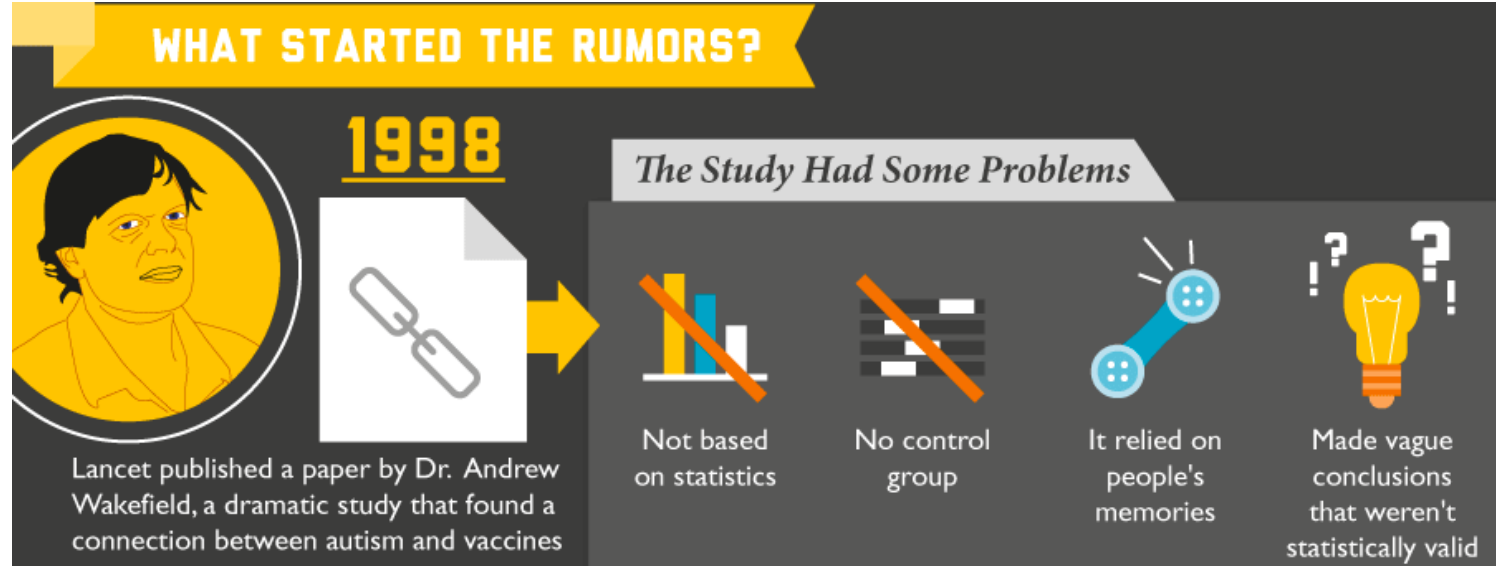 WHAT STARTED THE RUMORS?
1998
Lancet published a paper by Dr. Andrew
Wakefield, a dramatic study that found a
connection between autism and vaccines
The Study Had Some Problems
Not based
on statistics
No control
group
It relied on
people's
memories
! ? ? !
Made vague
conclusions
that weren't
statistically valid